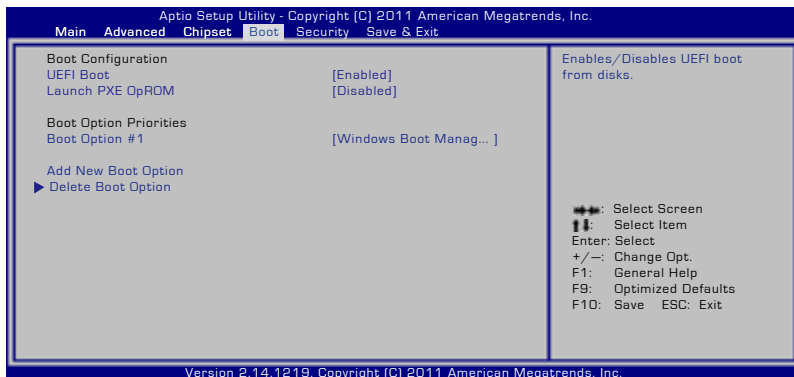 Aptio Setup Utility - Copyright (C) 2011 American Megatrends, Inc.
Main Advanced Chipset Boot Security Save & Exit
Boot Configuration
UEFI Boot [Enabled]
Launch PXE OpROM [Disabled]
Boot Option Priorities
Boot Option #1 [Windows Boot Manag... ]
Add New Boot Option
Delete Boot Option
Enables/Disables UEFI boot
from disks.
: Select Screen
: Select Item
Enter: Select
+/—: Change Opt.
F1: General Help
F9: Optimized Defaults
F10: Save ESC: Exit
Version 2.14.1219. Copyright (C) 2011 American Megatrends, Inc.